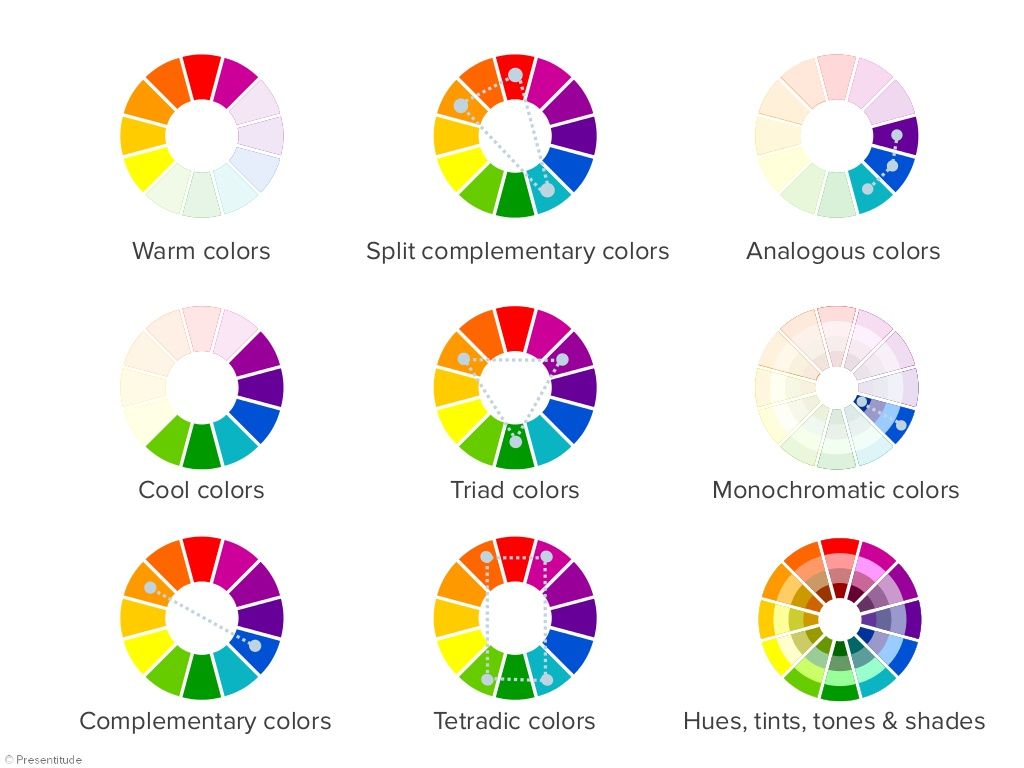 Warm colors
Split complementary colors
Analogous colors
Cool colors
Triad colors
Monochromatic colors
Complementary colors
Tetradic colors
Hues, tints, tones & shades
© Presentitude